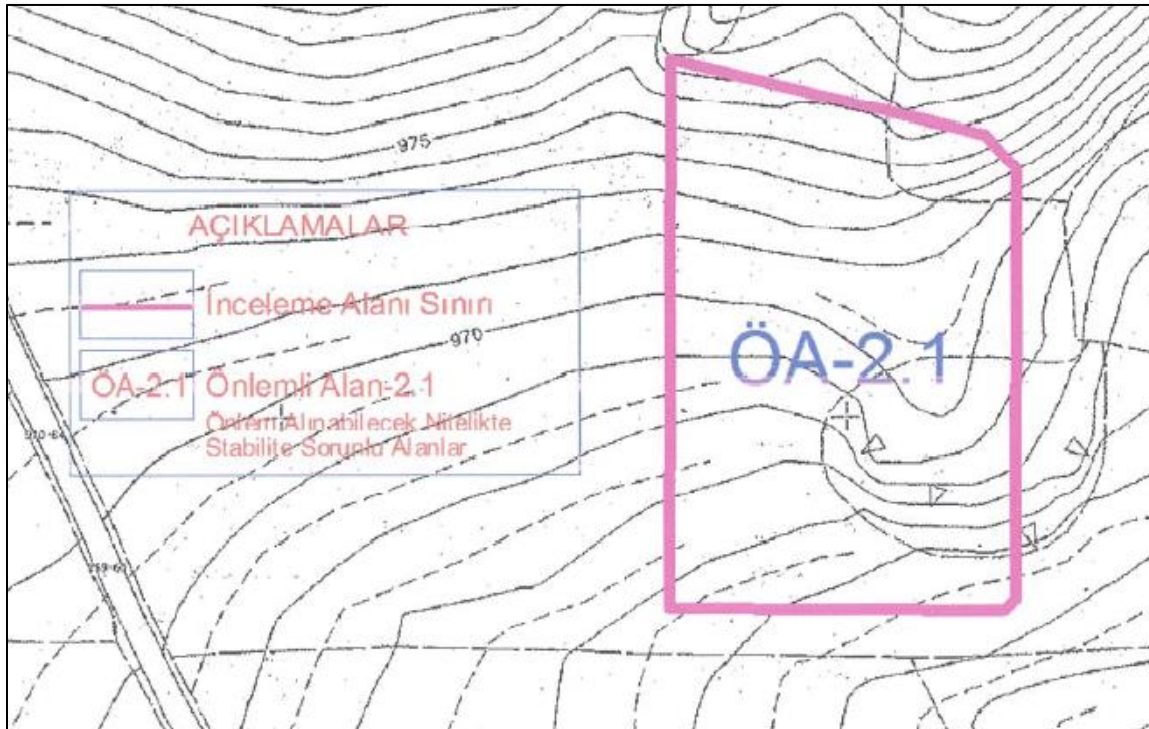 975
AÇIKLAMALAR
İnceleme Alanı Sınırı
970
ÖA-2.1
ÖA-2.1 Önlemli Alan-2.1
Önlem Alınabilecek Nitelikte
Stabilite Sorunlu Alanlar